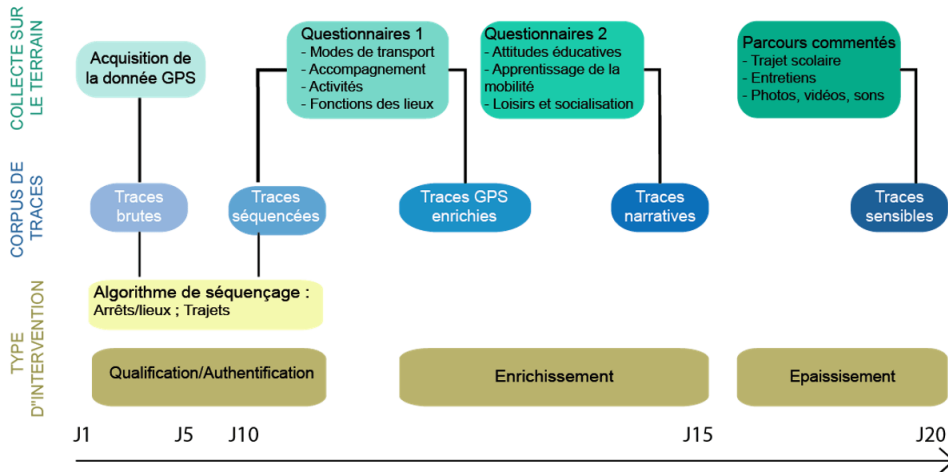 COLLECTE SUR
LE TERRAIN
Acquisition de
la donnée GPS
Questionnaires 1
- Modes de transport
- Accompagnement
- Activités
- Fonctions des lieux
Questionnaires 2
- Attitudes éducatives
- Apprentissage de la
mobilité
- Loisirs et socialisation
Parcours commentés
- Trajet scolaire
- Entretiens
- Photos, vidéos, sons
CORPUS DE
TRACES
Traces
brutes
Traces
séquencées
Traces GPS
enrichies
Traces
narratives
Traces
sensibles
TYPE
D"INTERVENTION
Algorithme de séquençage :
Arrêts/lieux ; Trajets
Qualification/Authentification
Enrichissement
Epaissisement
J1
J5
J10
J15
J20